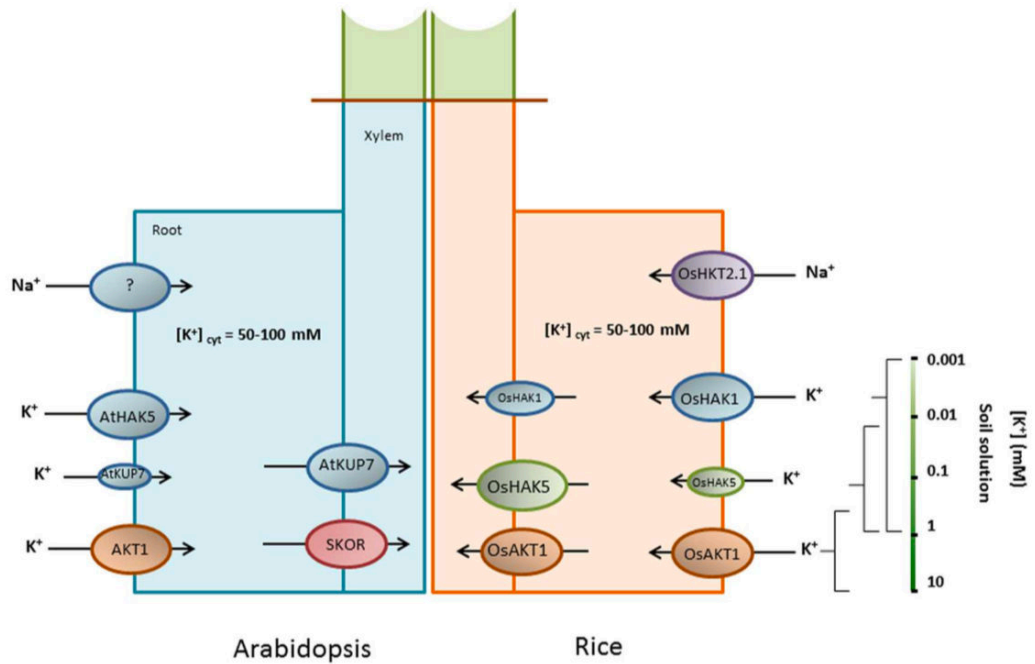 Xylem
Root
Na⁺
?
OsHKT2.1
Na⁺
[K⁺] cyt = 50-100 mM
[K⁺] cyt = 50-100 mM
K⁺
AtHAK5
OsHAK1
OsHAK1
K⁺
K⁺
AtKUP7
AtKUP7
OsHAK5
OsHAK5
K⁺
K⁺
AKT1
SKOR
OsAKT1
OsAKT1
K⁺
0.001
0.01
0.1
1
10
Soil solution
[K⁺] (mM)
Arabidopsis
Rice